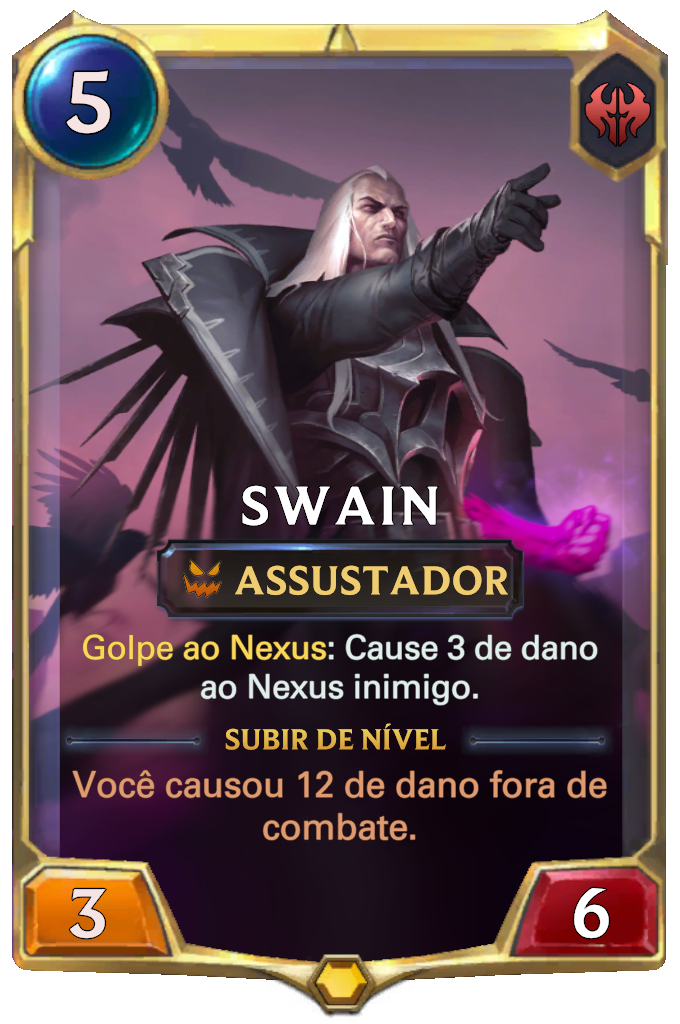 5
SWAIN
ASSUSTADOR
Golpe ao Nexus: Cause 3 de dano
ao Nexus inimigo.
SUBIR DE NÍVEL
Você causou 12 de dano fora de
combate.
3
6